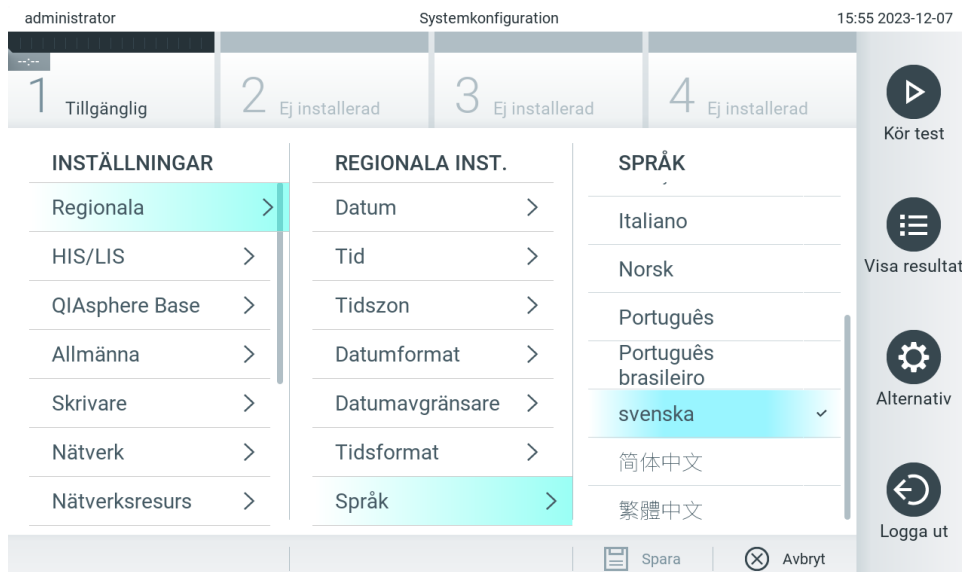 administrator
Systemkonfiguration
15:55 2023-12-07
--:--
1 Tillgänglig
2 Ej installerad
3 Ej installerad
4 Ej installerad
INSTÄLLNINGAR
Regionala
HIS/LIS
QIAsphere Base
Allmänna
Skrivare
Nätverk
Nätverksresurs
REGIONALA INST.
Datum
Tid
Tidszon
Datumformat
Datumavgränsare
Tidsformat
Språk
SPRÅK
Italiano
Norsk
Português
Português
brasileiro
svenska
简体中文
繁體中文
Spara
Avbryt
Kör test
Visa resultat
Alternativ
Logga ut